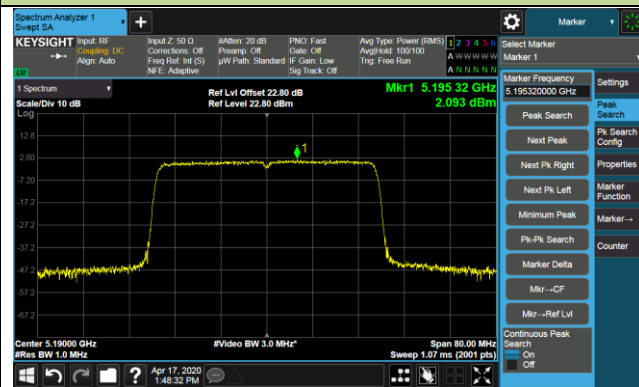 Spectrum Analyzer 1
Swept SA
+
Marker
KEYSIGHT
Input: RF
Coupling: DC
Align: Auto
Input Z: 50 Ω
Corrections: Off
Freq Ref: Int (S)
NFE: Adaptive
#Atten: 20 dB
Preamp: Off
µW Path: Standard
PNO: Fast
Gate: Off
IF Gain: Low
Sig Track: Off
Avg Type: Power (RMS)
Avg|Hold: 100/100
Trig: Free Run
1 2 3 4 5 6
A W W W W W
A N N N N N
Select Marker
Marker 1
LXI
1 Spectrum
Scale/Div 10 dB
Log
Ref Lvl Offset 22.80 dB
Ref Level 22.80 dBm
Mkr1 5.195 32 GHz
2.093 dBm
1
12.8
2.80
-7.20
-17.2
-27.2
-37.2
-47.2
-57.2
-67.2
Center 5.19000 GHz
#Res BW 1.0 MHz
#Video BW 3.0 MHz*
Span 80.00 MHz
Sweep 1.07 ms (2001 pts)
Marker Frequency
5.195320000 GHz
Peak Search
Next Peak
Next Pk Right
Next Pk Left
Minimum Peak
Pk-Pk Search
Marker Delta
Mkr→CF
Mkr→Ref Lvl
Continuous Peak
Search
On
Off
Settings
Peak
Search
Pk Search
Config
Properties
Marker
Function
Marker→
Counter
?
Apr 17, 2020
1:48:32 PM